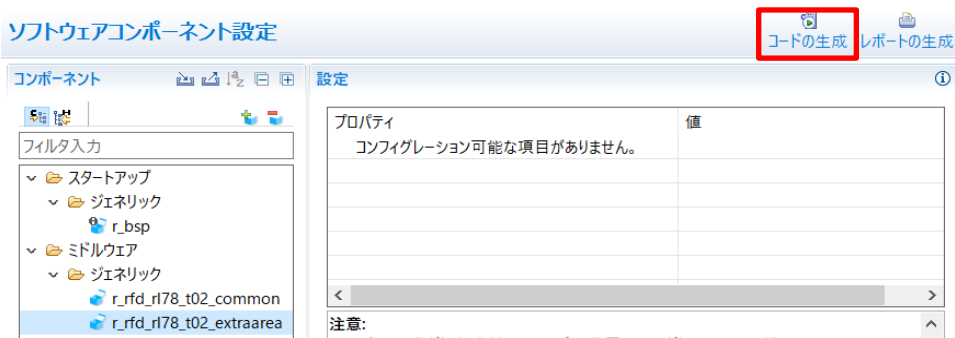 ソフトウェアコンポーネント設定
コードの生成 レポートの生成
コンポーネント
設定
フィルタ入力
プロパティ 値
コンフィグレーション可能な項目がありません。
スタートアップ
ジェネリック
r_bsp
ミドルウェア
ジェネリック
r_rfd_rl78_t02_common
r_rfd_rl78_t02_extraarea
注意: